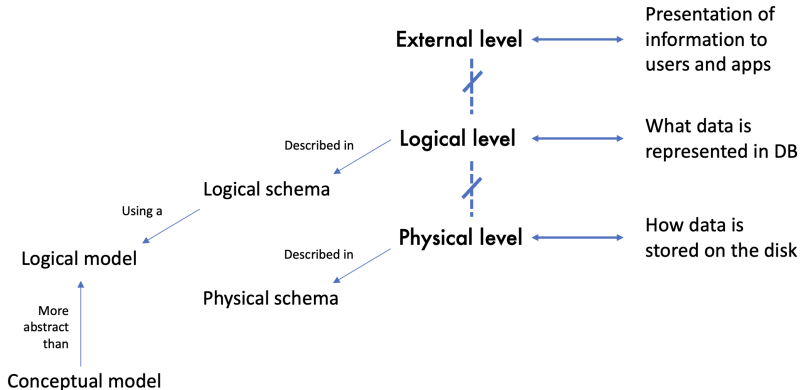 Presentation of
External level
information to
users and apps
What data is
Described in
Logical level
represented in DB
Logical schema
Using a
How data is
Physical level
stored on the disk
Described in
Logical model
Physical schema
More
abstract
than
Conceptual model